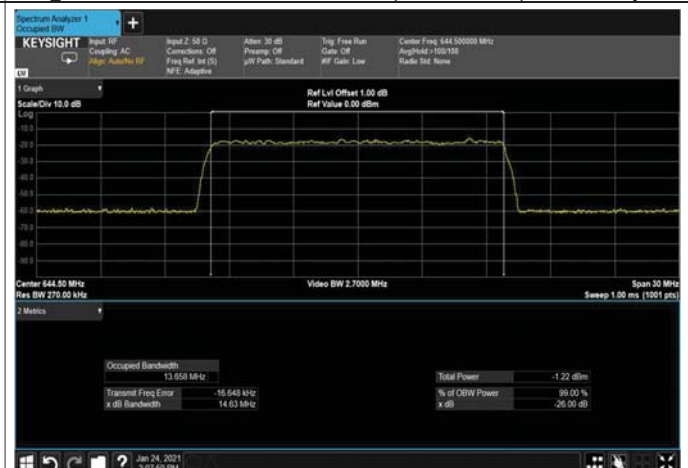 Spectrum Analyzer 1
Occupied BW
+
KEYSIGHT
Input: RF
Coupling: AC
Align: Auto/No RF
Input Z: 50 Ω
Corrections: Off
Freq Ref: Int (S)
NFE: Adaptive
Atten: 30 dB
Preamp: Off
µW Path: Standard
Trig: Free Run
Gate: Off
#IF Gain: Low
Center Freq: 644.500000 MHz
Avg|Hold:>100/100
Radio Std: None
1 Graph
Scale/Div 10.0 dB
Ref Lvl Offset 1.00 dB
Ref Value 0.00 dBm
Log
-10.0
-20.0
-30.0
-40.0
-50.0
-60.0
-70.0
-80.0
-90.0
Center 644.50 MHz
Res BW 270.00 kHz
Video BW 2.7000 MHz
Span 30 MHz
Sweep 1.00 ms (1001 pts)
2 Metrics
Occupied Bandwidth
13.658 MHz
Transmit Freq Error -16.648 kHz
x dB Bandwidth 14.63 MHz
Total Power -1.22 dBm
% of OBW Power 99.00 %
x dB -26.00 dB
? Jan 24, 2021